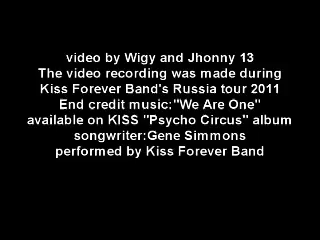 video by Wigy and Jhonny 13
The video recording was made during
Kiss Forever Band's Russia tour 2011
End credit music;"We Are One"
available on KISS "Psycho Circus" album
songwriter:Gene Simmons
performed by Kiss Forever Band